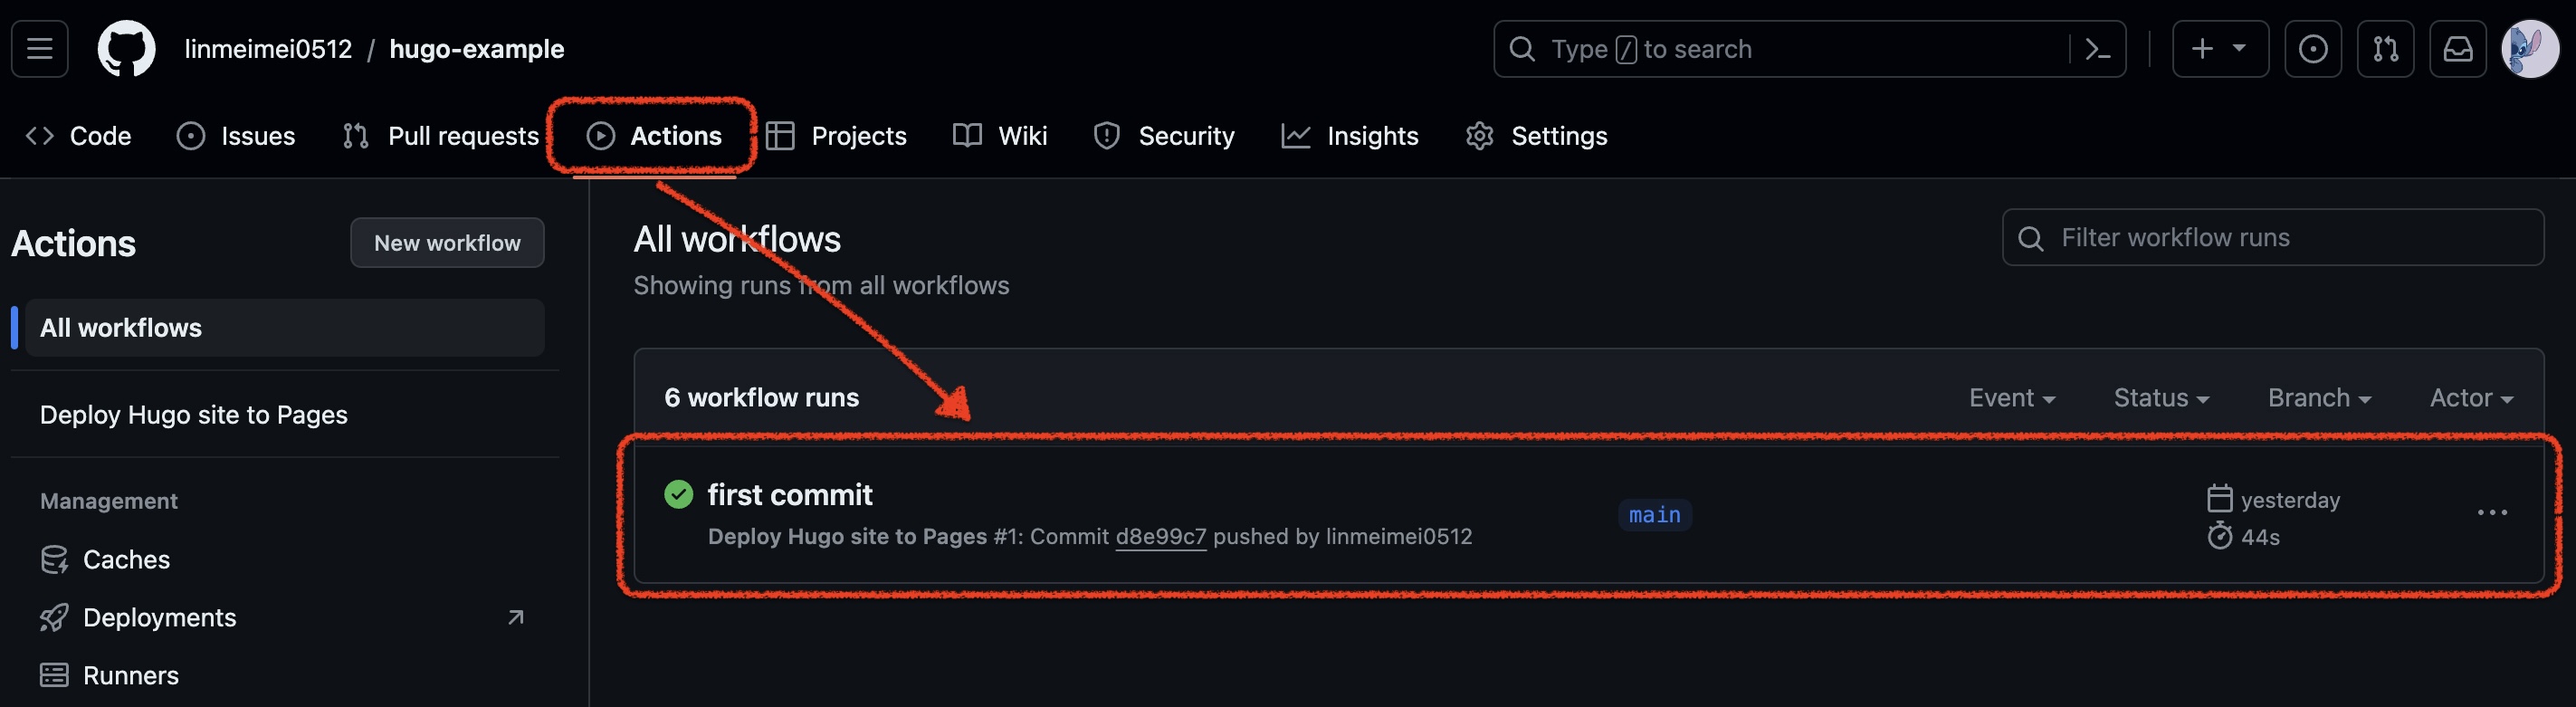 linmeimei0512 / hugo-example
Type / to search
Code Issues Pull requests Actions Projects Wiki Security Insights Settings
Actions
New workflow
All workflows
Deploy Hugo site to Pages
Management
Caches
Deployments
Runners
All workflows
Showing runs from all workflows
Filter workflow runs
6 workflow runs
Event Status Branch Actor
first commit
Deploy Hugo site to Pages #1: Commit d8e99c7 pushed by linmeimei0512
main
yesterday
44s